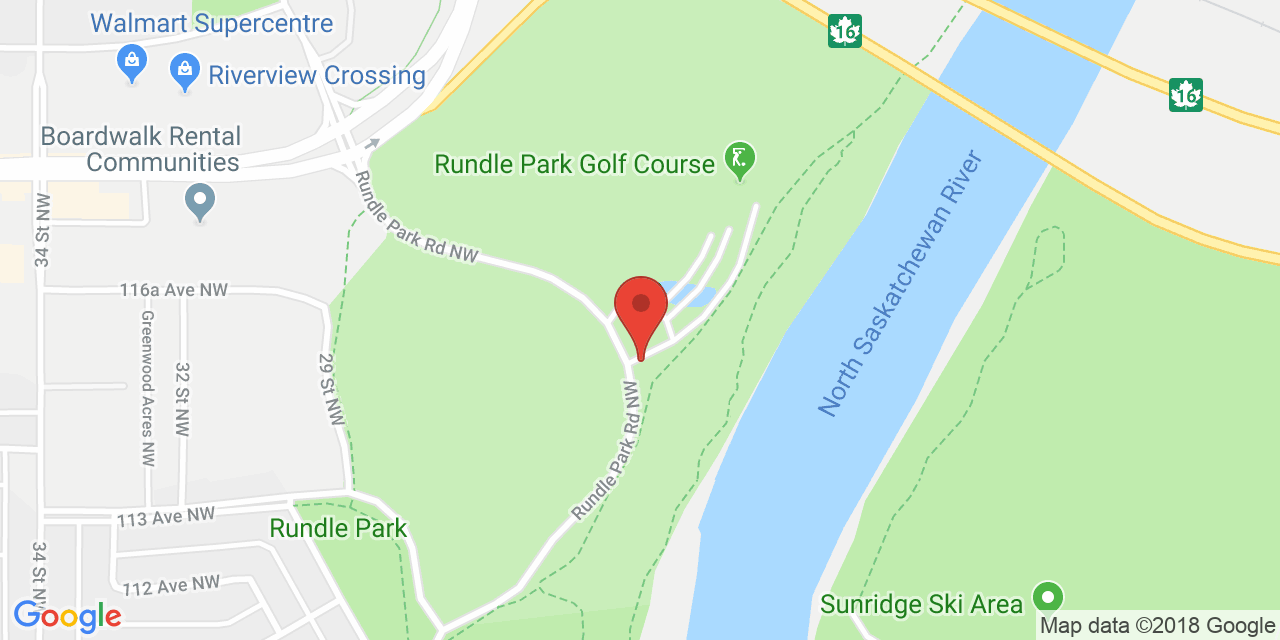 Walmart Supercentre
Riverview Crossing
Boardwalk Rental
Communities
16
16
Rundle Park Golf Course
Rundle Park Rd NW
North Saskatchewan River
34 St NW
116a Ave NW
Greenwood Acres NW
32 St NW
29 St NW
Rundle Park Rd NW
113 Ave NW
Rundle Park
34 St NW
112 Ave NW
Sunridge Ski Area
Google
Map data ©2018 Google